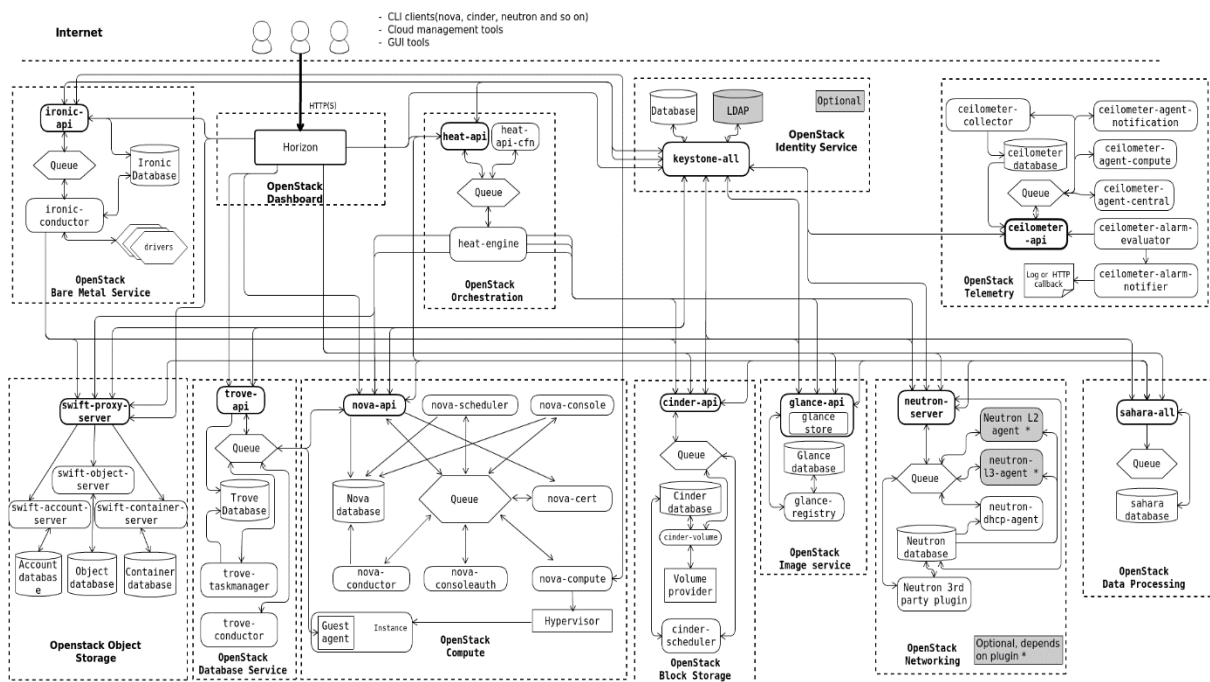 Internet
- CLI clients(nova, cinder, neutron and so on)
- Cloud management tools
- GUI tools
HTTP(S)
ironic-
api
Queue
Ironic
Database
ironic-
conductor
drivers
OpenStack
Bare Metal Service
Horizon
OpenStack
Dashboard
heat-api
heat-
api-cfn
Queue
heat-engine
OpenStack
Orchestration
Database
LDAP
Optional
OpenStack
Identity Service
keystone-all
ceilometer-
collector
ceilometer-agent-
notification
ceilometer
database
ceilometer-
agent-compute
Queue
ceilometer-
agent-central
ceilometer
-api
ceilometer-alarm-
evaluator
OpenStack
Telemetry
Log or HTTP
callback
ceilometer-alarm-
notifier
swift-proxy-
server
swift-object-
server
swift-account-
server
swift-container-
server
Account
databas
e
Object
database
Container
database
Openstack Object
Storage
trove-
api
Queue
Trove
Database
trove-
taskmanager
trove-
conductor
OpenStack
Database Service
nova-api
nova-scheduler
nova-console
Nova
database
Queue
nova-cert
nova-
conductor
nova-
consoleauth
nova-compute
Guest
agent
Instance
Hypervisor
OpenStack
Compute
cinder-api
Queue
Cinder
database
cinder-volume
Volume
provider
cinder-
scheduler
OpenStack
Block Storage
glance-api
glance
store
Glance
database
glance-
registry
OpenStack
Image service
neutron-
server
Neutron L2
agent *
neutron-
l3-agent *
Queue
neutron-
dhcp-agent
Neutron
database
Neutron 3rd
party plugin
OpenStack
Networking
Optional, depends
on plugin *
sahara-all
Queue
sahara
database
OpenStack
Data Processing